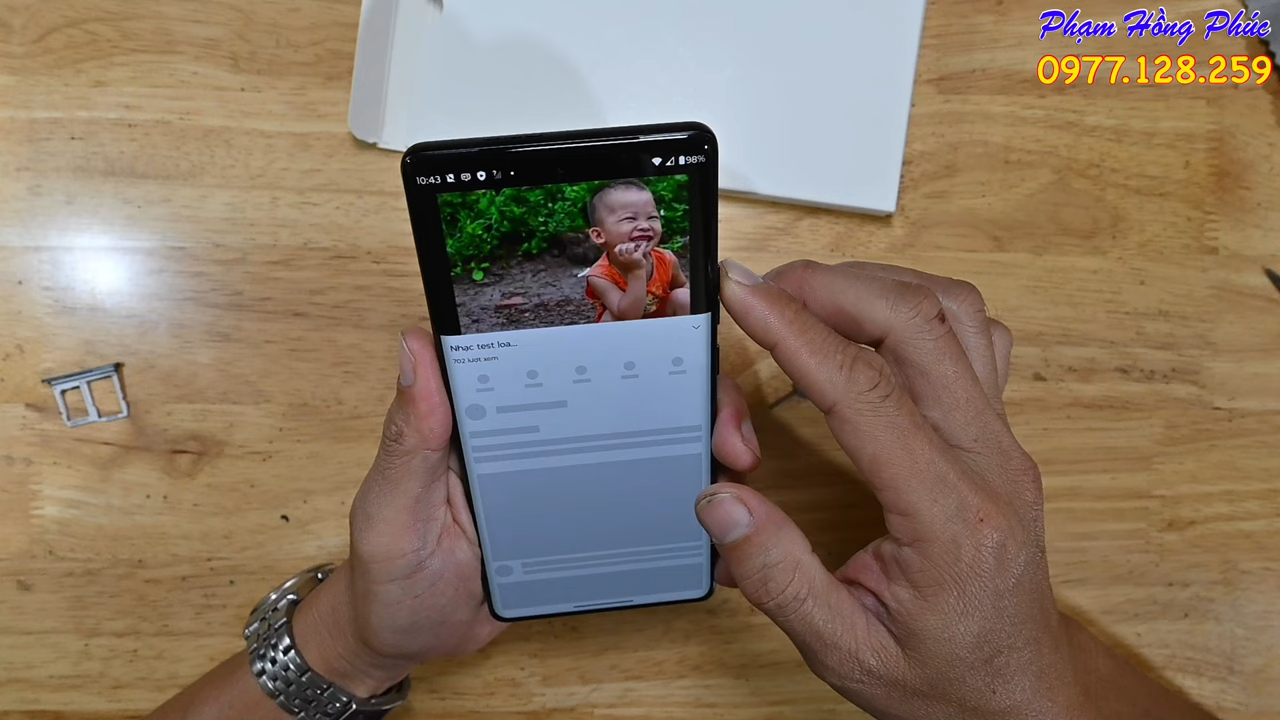 Phạm Hồng Phúc
0977.128.259
10:43
98%
Nhạc test loa...
702 lượt xem